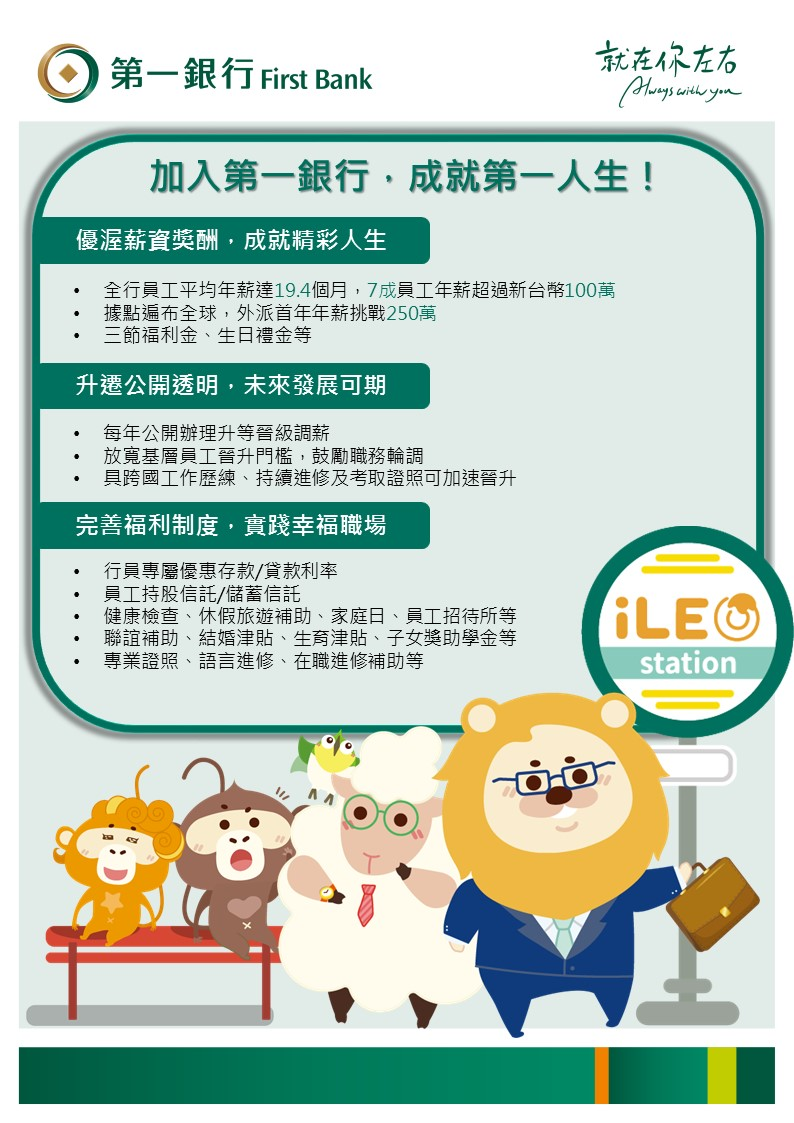 第一銀行 First Bank
就在你左右
Always with you
加入第一銀行，成就第一人生！
優渥薪資獎酬，成就精彩人生
• 全行員工平均年薪達19.4個月，7成員工年薪超過新台幣100萬
• 據點遍布全球，外派首年年薪挑戰250萬
• 三節福利金、生日禮金等
升遷公開透明，未來發展可期
• 每年公開辦理升等晉級調薪
• 放寬基層員工晉升門檻，鼓勵職務輪調
• 具跨國工作歷練、持續進修及考取證照可加速晉升
完善福利制度，實踐幸福職場
• 行員專屬優惠存款/貸款利率
• 員工持股信託/儲蓄信託
• 健康檢查、休假旅遊補助、家庭日、員工招待所等
• 聯誼補助、結婚津貼、生育津貼、子女獎助學金等
• 專業證照、語言進修、在職進修補助等
iLEO
station